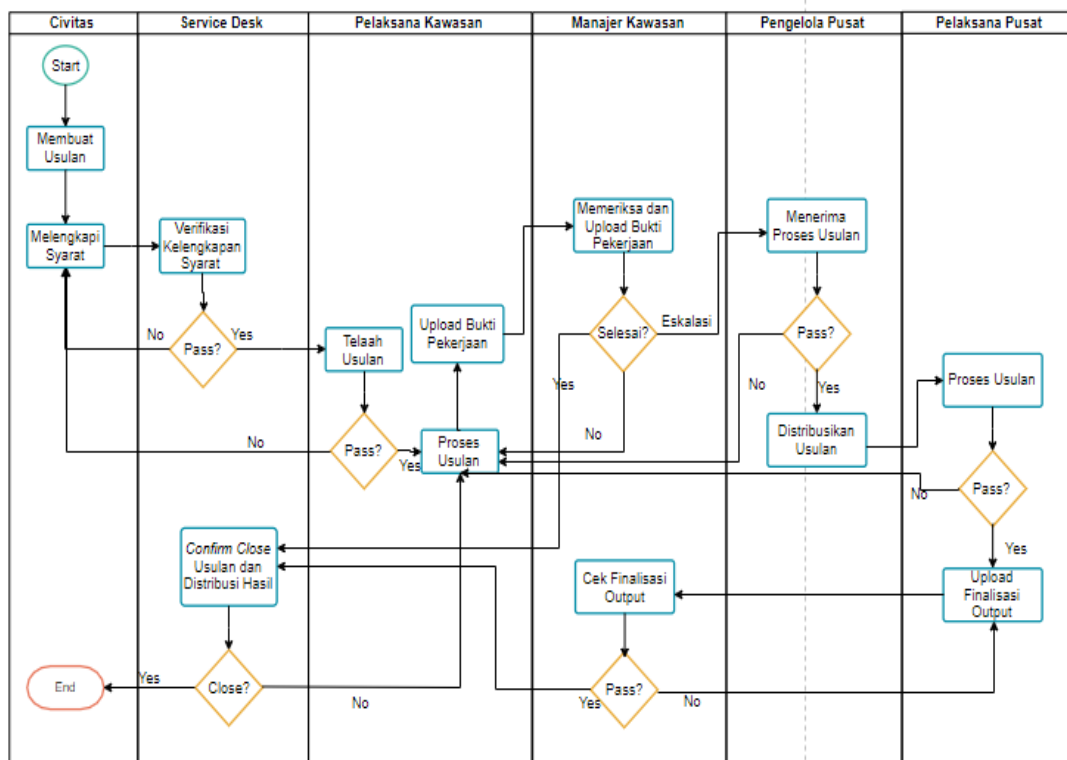 Civitas
Service Desk
Pelaksana Kawasan
Manajer Kawasan
Pengelola Pusat
Pelaksana Pusat
Start
Membuat
Usulan
Melengkapi
Syarat
Verifikasi
Kelengkapan
Syarat
Memeriksa dan
Upload Bukti
Pekerjaan
Menerima
Proses Usulan
No
Pass?
Yes
Telaah
Usulan
Upload Bukti
Pekerjaan
Selesai?
Eskalasi
Pass?
Yes
No
Yes
Proses Usulan
No
Pass?
Yes
Proses
Usulan
No
Distribusikan
Usulan
Pass?
No
Yes
Confirm Close
Usulan dan
Distribusi Hasil
Cek Finalisasi
Output
Upload
Finalisasi
Output
End
Yes
Close?
No
Yes
Pass?
No